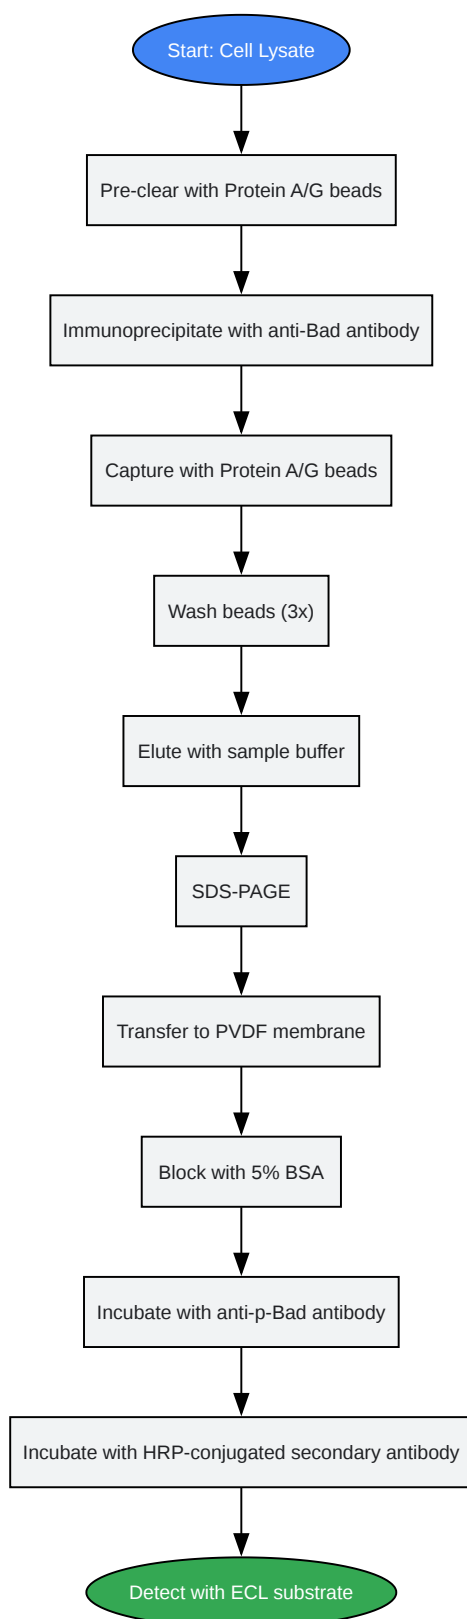 Start: Cell Lysate
Pre-clear with Protein A/G beads
Immunoprecipitate with anti-Bad antibody
Capture with Protein A/G beads
Wash beads (3x)
Elute with sample buffer
SDS-PAGE
Transfer to PVDF membrane
Block with 5% BSA
Incubate with anti-p-Bad antibody
Incubate with HRP-conjugated secondary antibody
Detect with ECL substrate